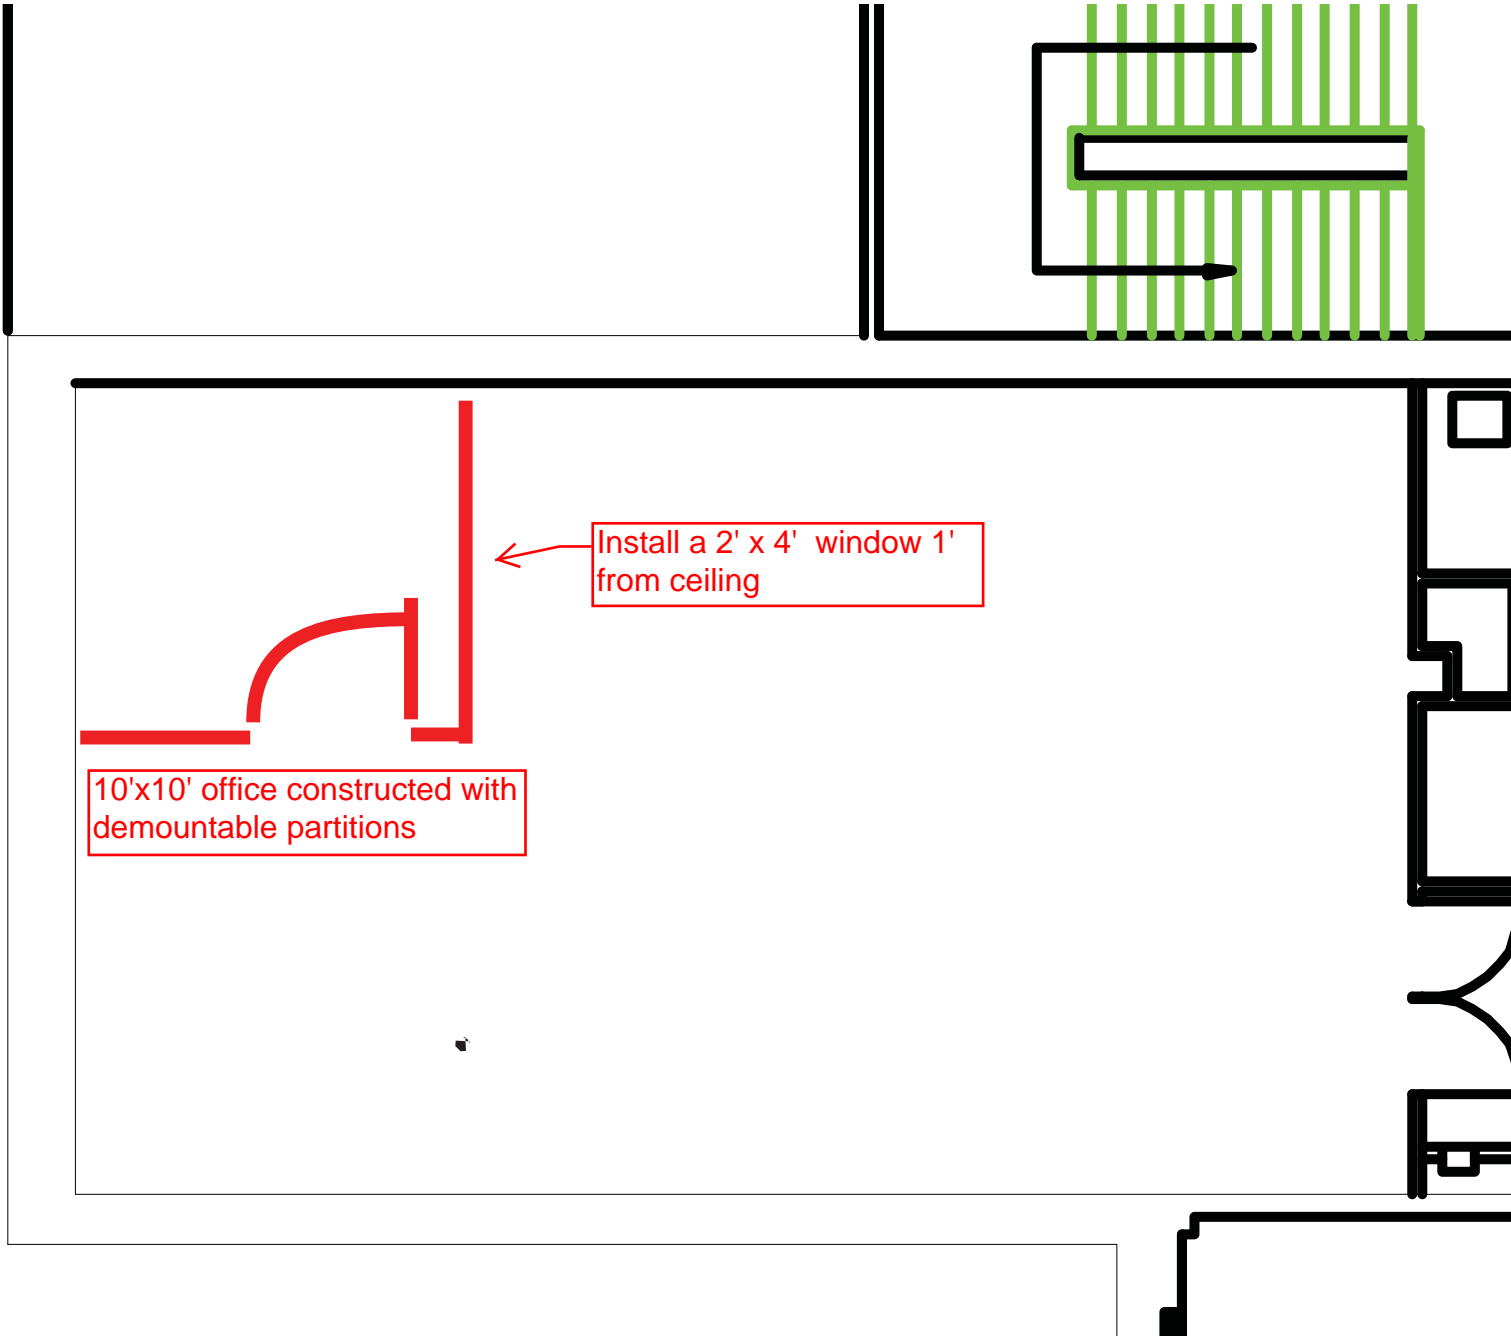 Install a 2' x 4'  window 1'
from ceiling
10'x10' office constructed with
demountable partitions